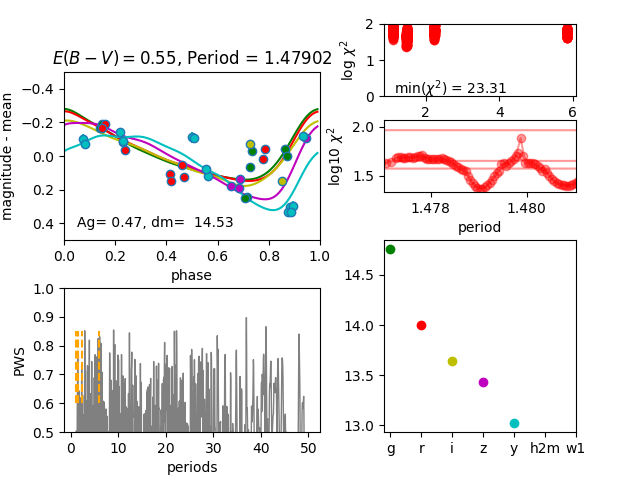 E(B − V) = 0.55, Period = 1.47902
magnitude - mean
−0.4
−0.2
0.0
0.2
0.4
Ag= 0.47, dm=  14.53
0.0 0.2 0.4 0.6 0.8 1.0
phase
log χ²
2
1
0
min(χ²) = 23.31
2 4 6
log10 χ²
2.0
1.5
1.478 1.480
period
PWS
1.0
0.9
0.8
0.7
0.6
0.5
0 10 20 30 40 50
periods
14.5
14.0
13.5
13.0
g r i z y h2m w1